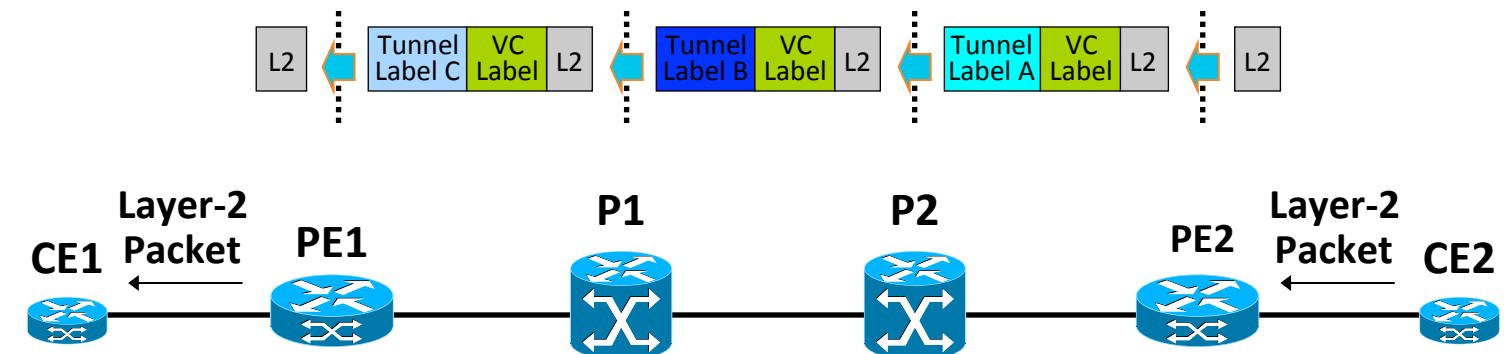 L2
Tunnel
Label C
VC
Label
L2
Tunnel
Label B
VC
Label
L2
Tunnel
Label A
VC
Label
L2
L2
CE1
Layer-2
Packet
PE1
P1
P2
PE2
Layer-2
Packet
CE2